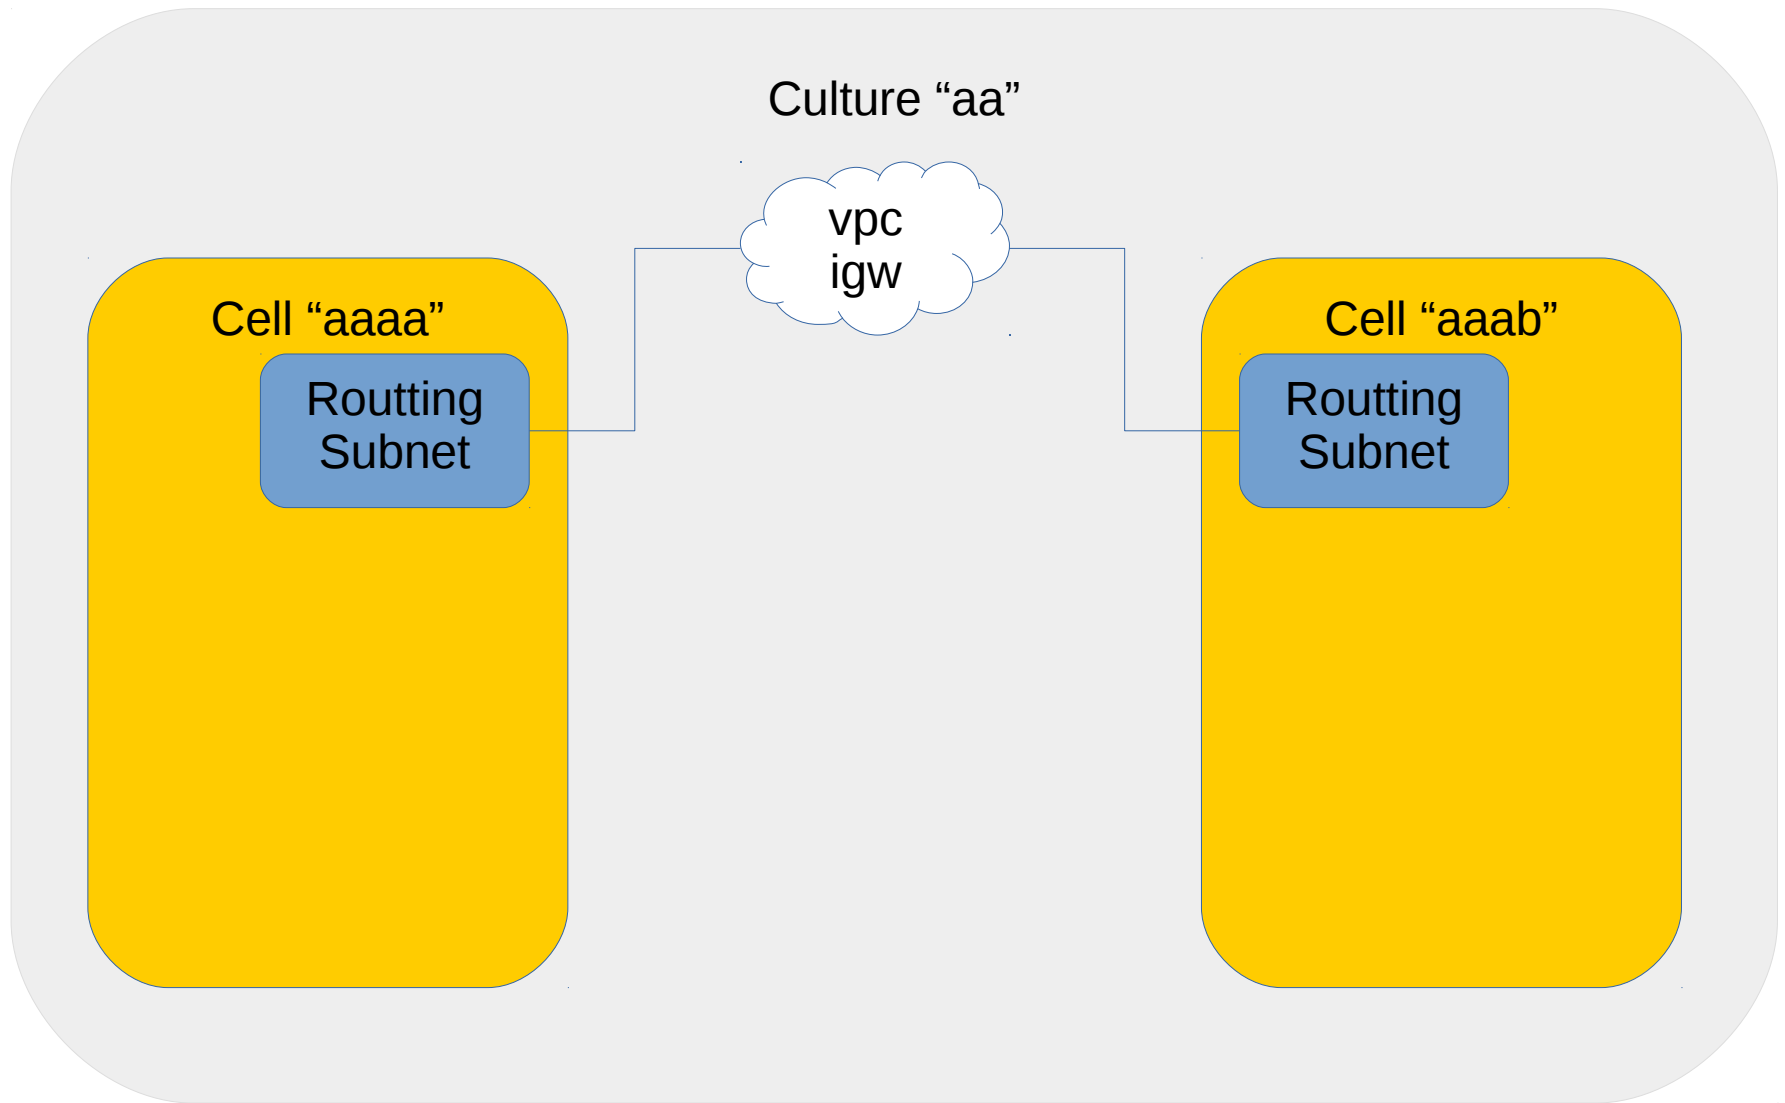 Culture “aa”
vpc
igw
Cell “aaaa”
Routting
Subnet
Cell “aaab”
Routting
Subnet